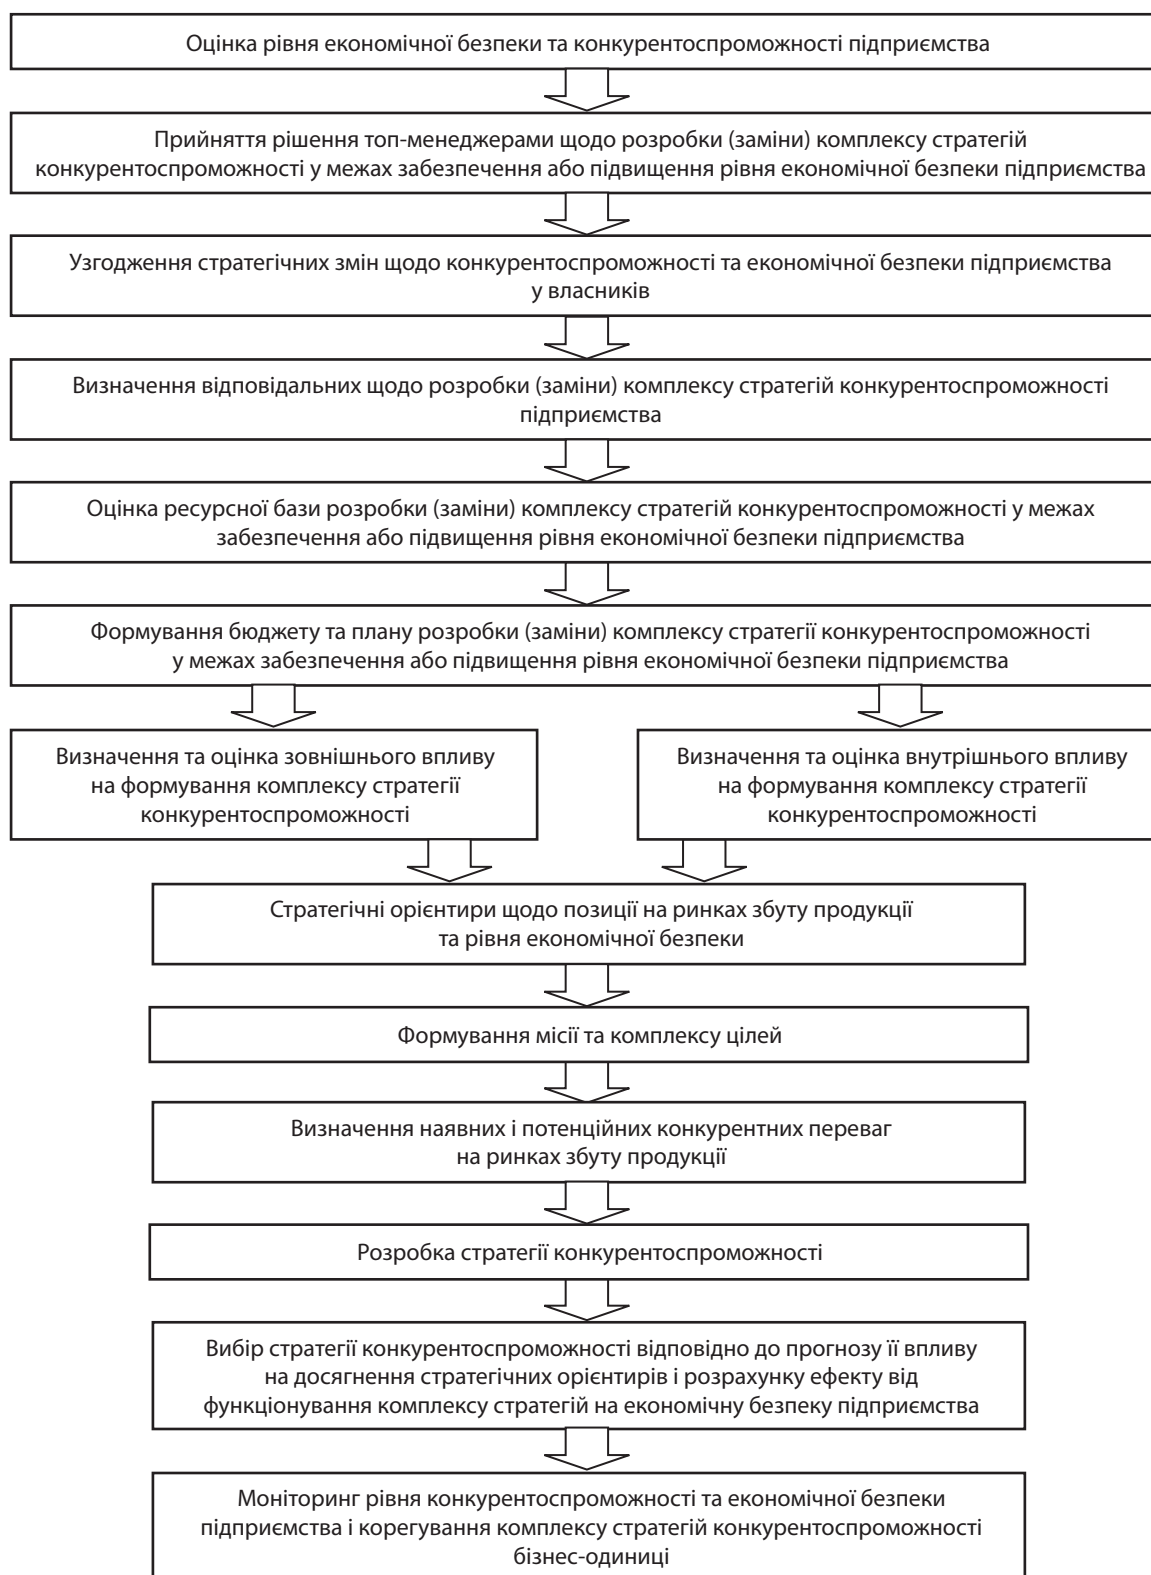 Оцінка рівня економічної безпеки та конкурентоспроможності підприємства
Прийняття рішення топ-менеджерами щодо розробки (заміни) комплексу стратегій
конкурентоспроможності у межах забезпечення або підвищення рівня економічної безпеки підприємства
Узгодження стратегічних змін щодо конкурентоспроможності та економічної безпеки підприємства
у власників
Визначення відповідальних щодо розробки (заміни) комплексу стратегій конкурентоспроможності
підприємства
Оцінка ресурсної бази розробки (заміни) комплексу стратегій конкурентоспроможності у межах
забезпечення або підвищення рівня економічної безпеки підприємства
Формування бюджету та плану розробки (заміни) комплексу стратегії конкурентоспроможності
у межах забезпечення або підвищення рівня економічної безпеки підприємства
Визначення та оцінка зовнішнього впливу
на формування комплексу стратегії
конкурентоспроможності
Визначення та оцінка внутрішнього впливу
на формування комплексу стратегії
конкурентоспроможності
Стратегічні орієнтири щодо позиції на ринках збуту продукції
та рівня економічної безпеки
Формування місії та комплексу цілей
Визначення наявних і потенційних конкурентних переваг
на ринках збуту продукції
Розробка стратегії конкурентоспроможності
Вибір стратегії конкурентоспроможності відповідно до прогнозу її впливу
на досягнення стратегічних орієнтирів і розрахунку ефекту від
функціонування комплексу стратегій на економічну безпеку підприємства
Моніторинг рівня конкурентоспроможності та економічної безпеки
підприємства і корегування комплексу стратегій конкурентоспроможності
бізнес-одиниці